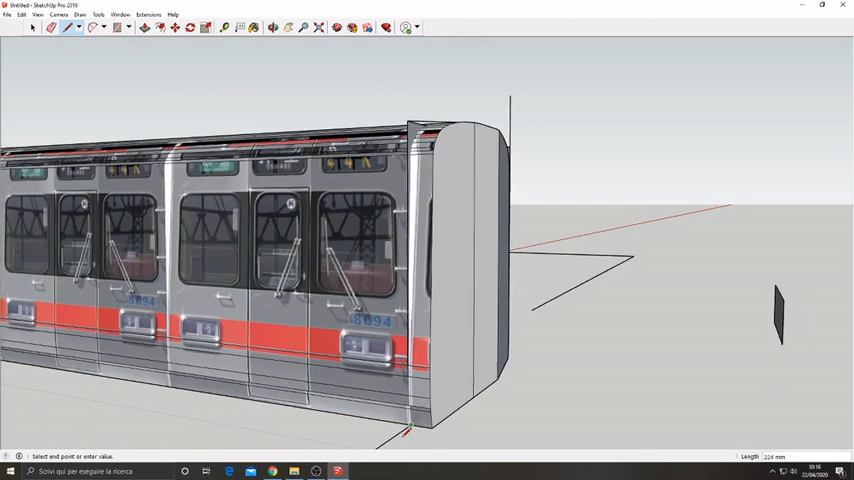 Untitled - SketchUp Pro 2019
File Edit View Camera Draw Tools Window Extensions Help
8694
8694
Select end point or enter value.
Length 224 mm
Scrivi qui per eseguire la ricerca
10:16
22/04/2020